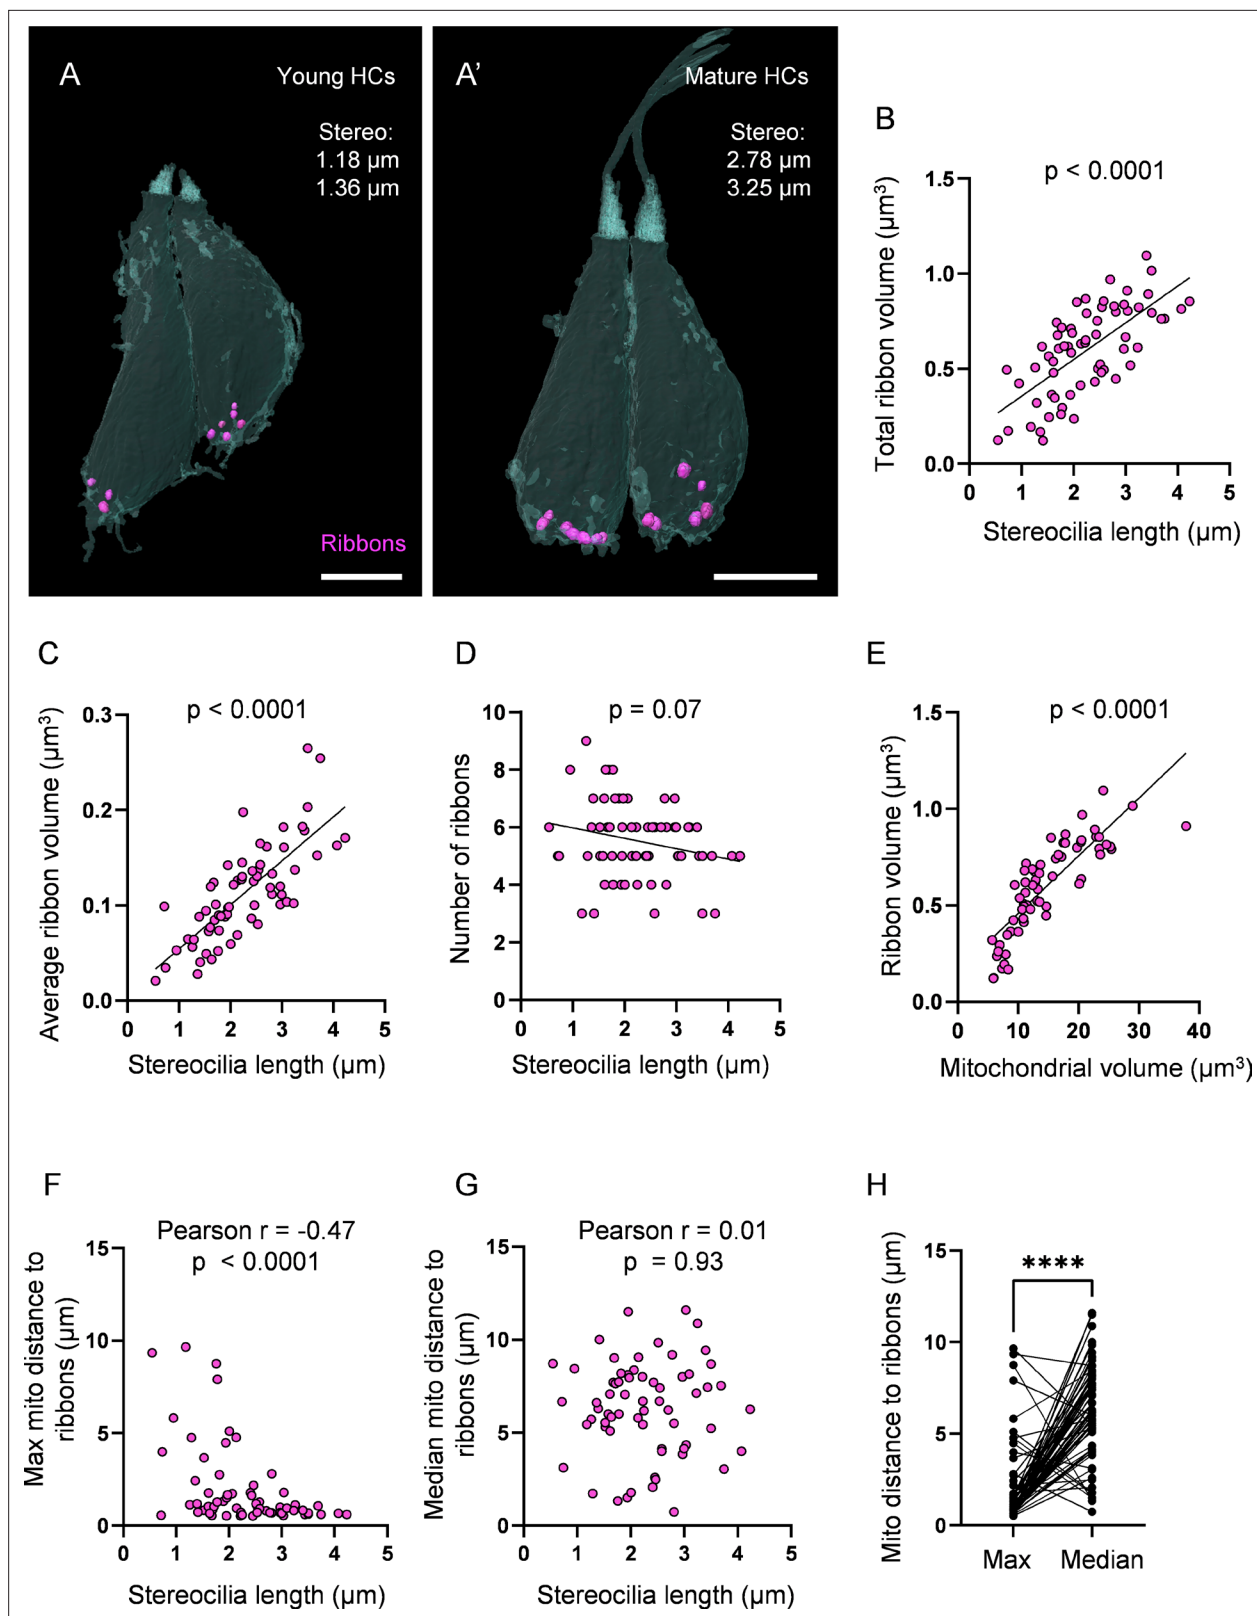 A
Young HCs
Stereo:
1.18 µm
1.36 µm
Ribbons
A'
Mature HCs
Stereo:
2.78 µm
3.25 µm
B
p < 0.0001
Total ribbon volume (µm³)
1.5
1.0
0.5
0.0
0 1 2 3 4 5
Stereocilia length (µm)
C
p < 0.0001
Average ribbon volume (µm³)
0.3
0.2
0.1
0.0
0 1 2 3 4 5
Stereocilia length (µm)
D
p = 0.07
Number of ribbons
10
8
6
4
2
0
0 1 2 3 4 5
Stereocilia length (µm)
E
p < 0.0001
Ribbon volume (µm³)
1.5
1.0
0.5
0.0
0 10 20 30 40
Mitochondrial volume (µm³)
F
Pearson r = -0.47
p < 0.0001
Max mito distance to
ribbons (µm)
15
10
5
0
0 1 2 3 4 5
Stereocilia length (µm)
G
Pearson r = 0.01
p = 0.93
Median mito distance to
ribbons (µm)
15
10
5
0
0 1 2 3 4 5
Stereocilia length (µm)
H
****
Mito distance to ribbons (µm)
15
10
5
0
Max Median